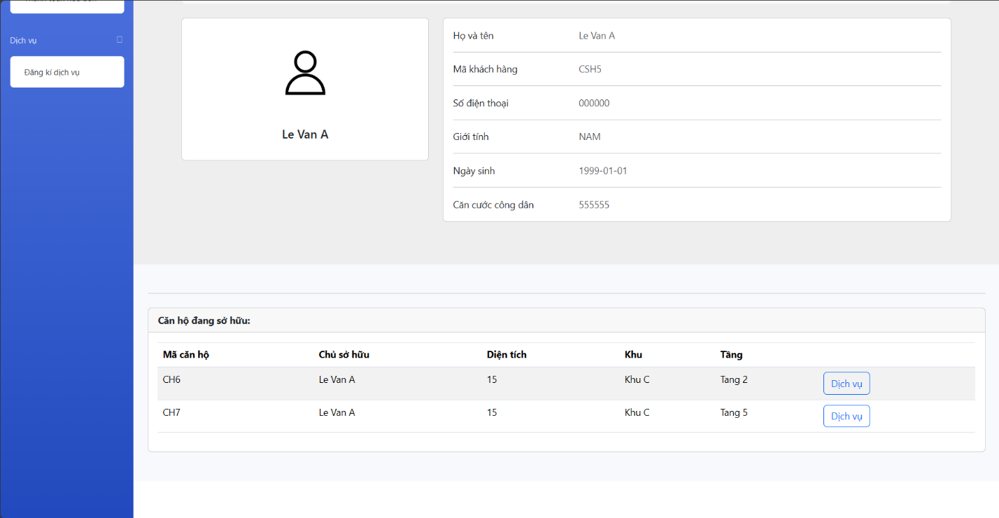 Dịch vụ
Đăng kí dịch vụ
Le Van A
Họ và tên Le Van A
Mã khách hàng CSH5
Số điện thoại 000000
Giới tính NAM
Ngày sinh 1999-01-01
Căn cước công dân 555555
Căn hộ đang sở hữu:
Mã căn hộ Chủ sở hữu Diện tích Khu Tầng
CH6 Le Van A 15 Khu C Tang 2 Dịch vụ
CH7 Le Van A 15 Khu C Tang 5 Dịch vụ